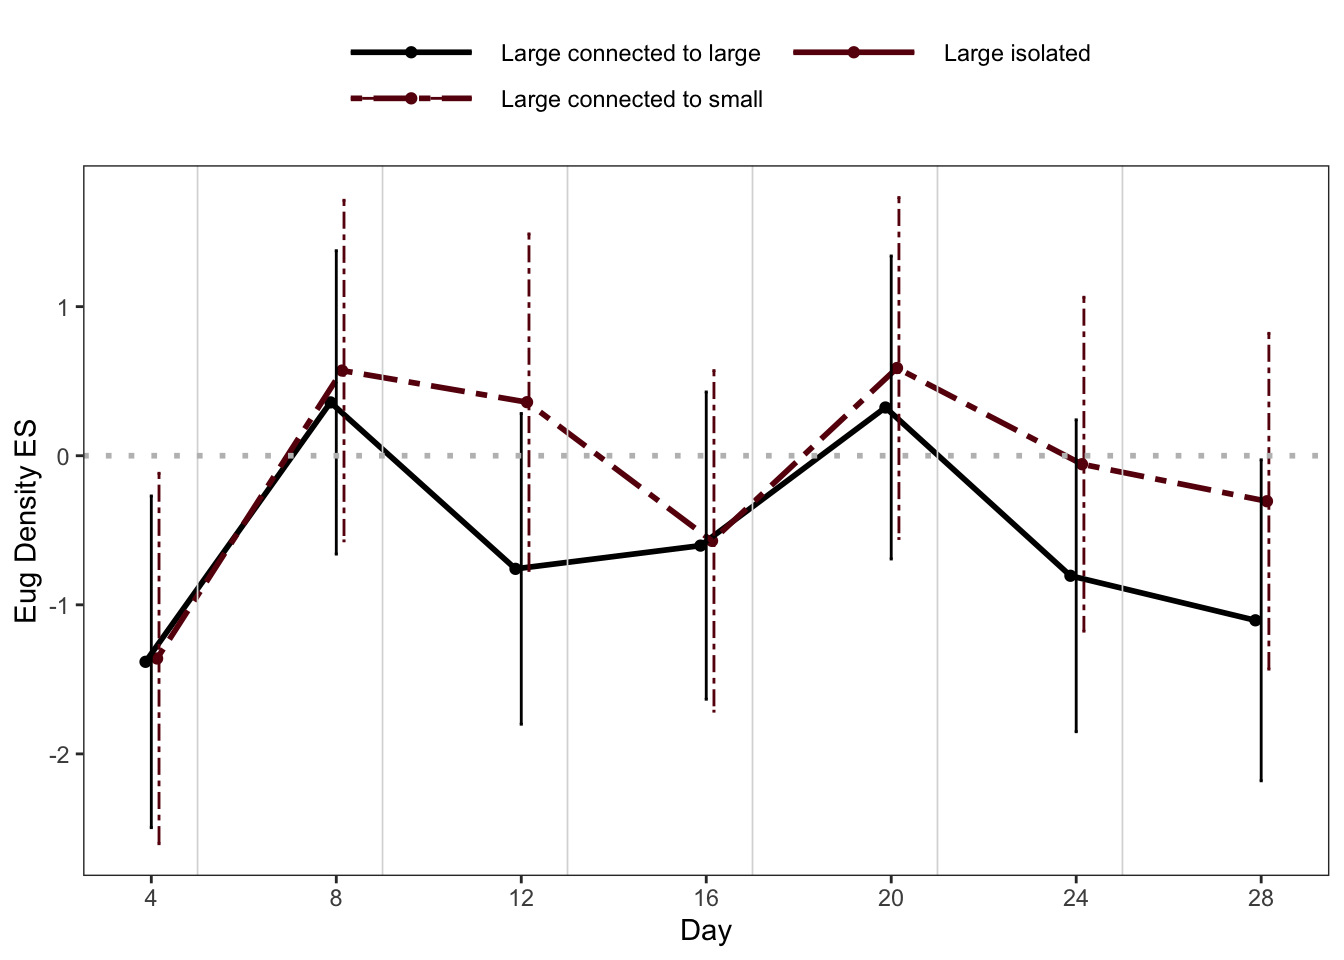 Large connected to large
Large isolated
Large connected to small
Eug Density ES
1
0
-1
-2
4 8 12 16 20 24 28
Day